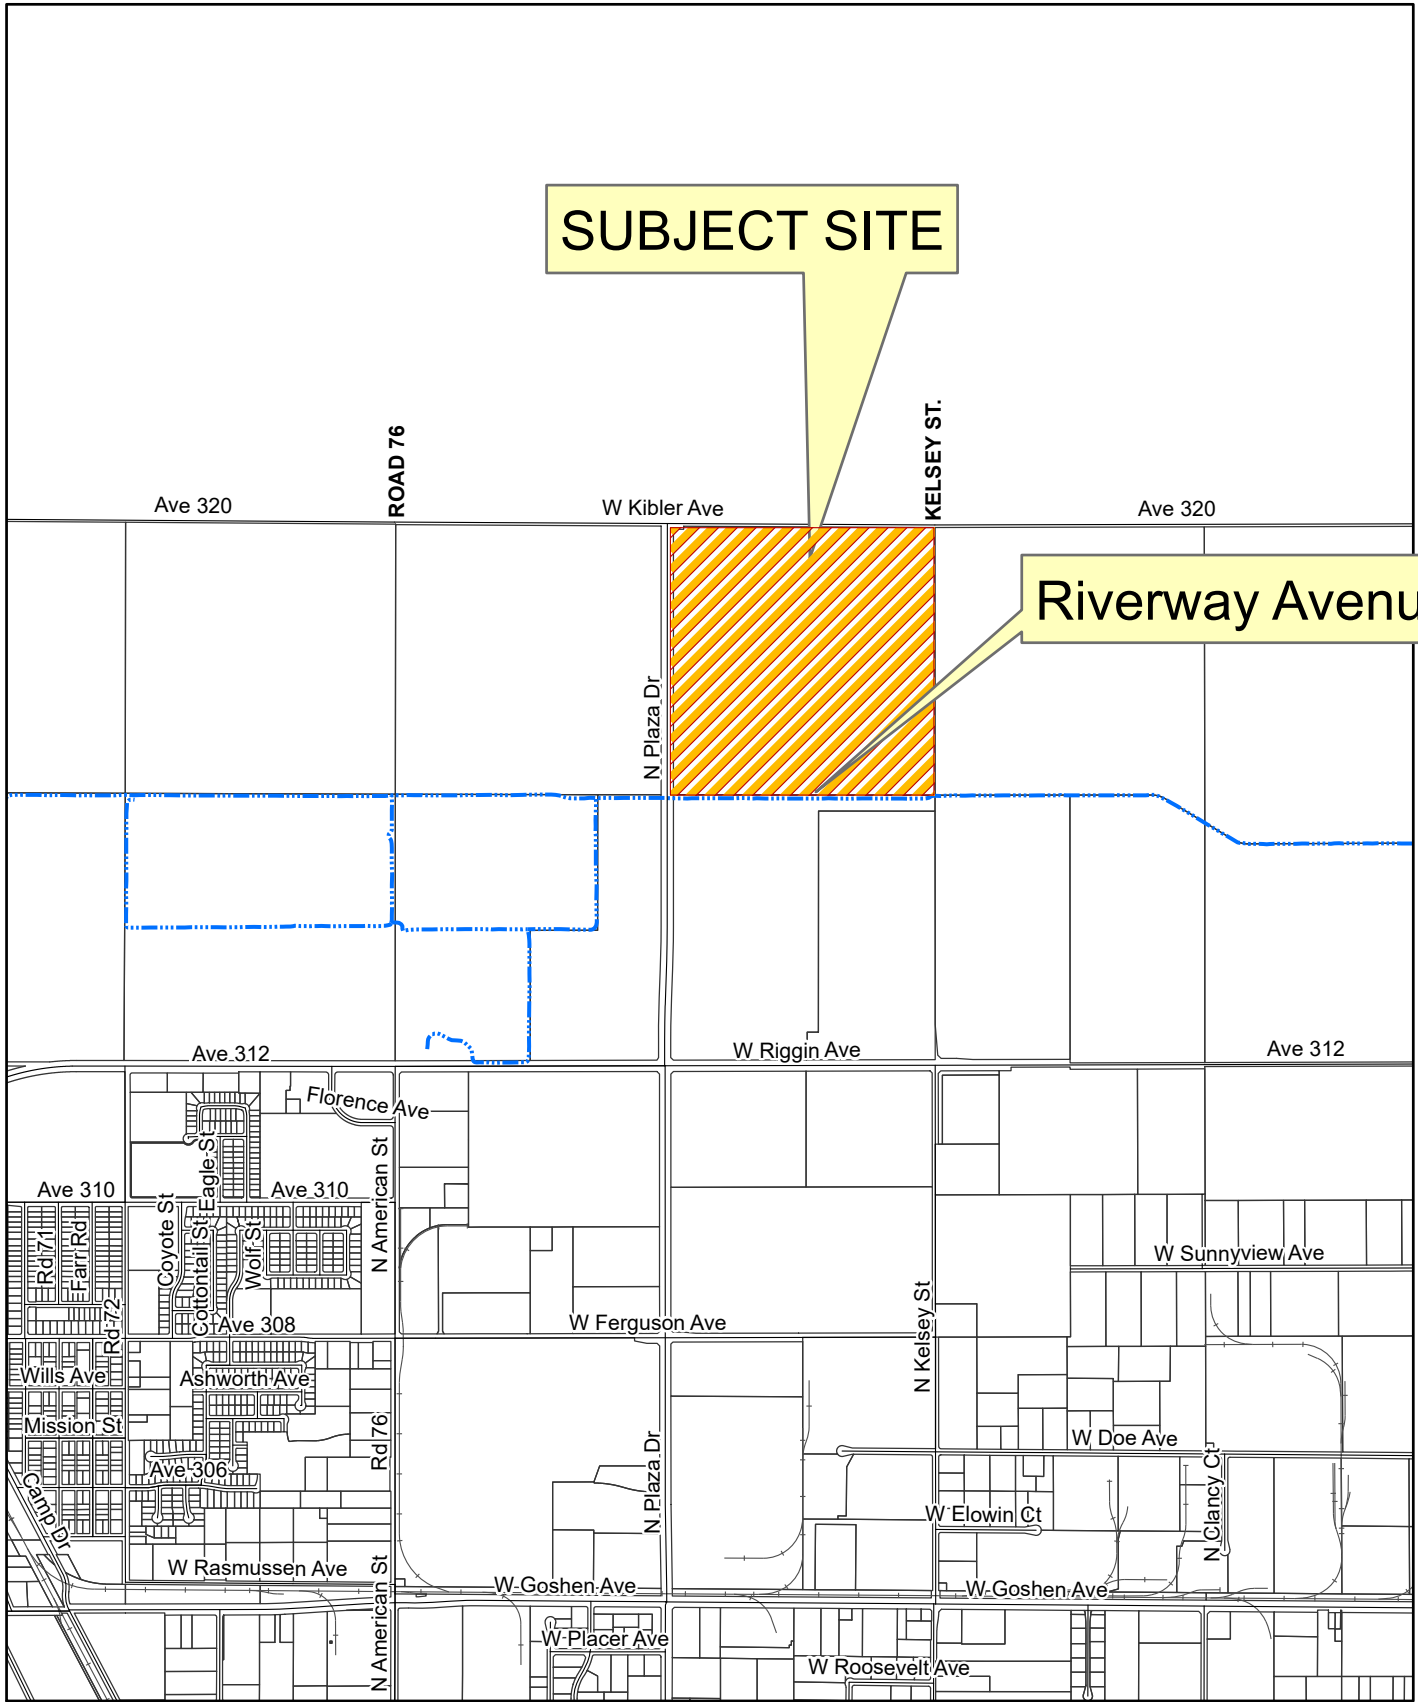 SUBJECT SITE
ROAD 76
KELSEY ST.
Ave 320
W Kibler Ave
Ave 320
Riverway Avenu
N Plaza Dr
Ave 312
W Riggin Ave
Ave 312
Florence Ave
Eagle St
N American St
Ave 310
Ave 310
Coyote St
Rd 71
Farr Rd
Cottontail St
Wolf St
W Sunnyview Ave
Rd 72
Ave 308
W Ferguson Ave
N Kelsey St
Wills Ave
Ashworth Ave
Mission St
Rd 76
N Plaza Dr
W Doe Ave
Ave 306
Camp Dr
N Clancy Ct
W Elowin Ct
W Rasmussen Ave
N American St
W Goshen Ave
W Goshen Ave
W Placer Ave
W Roosevelt Ave